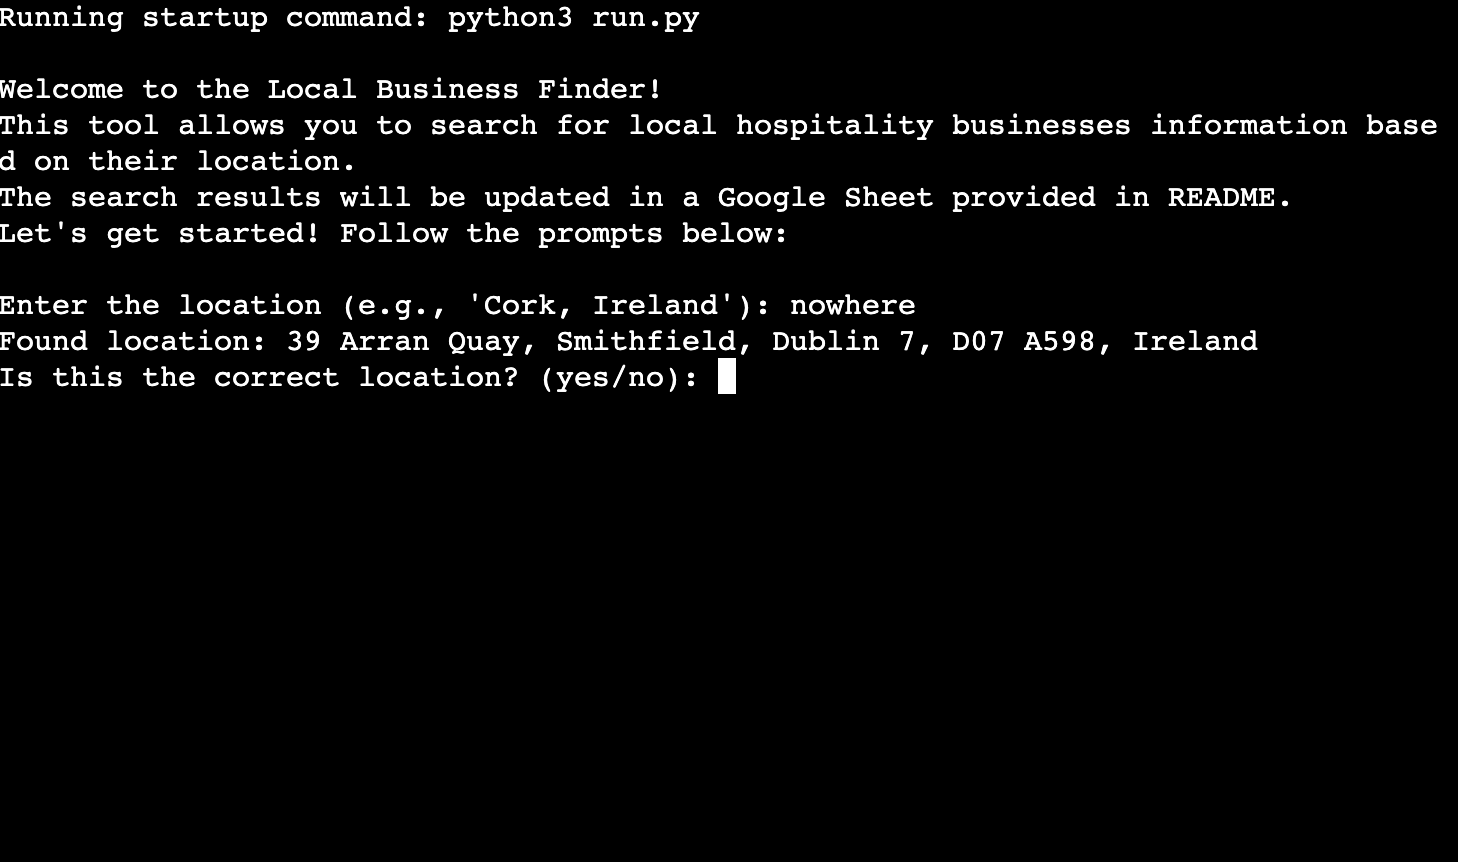 Running startup command: python3 run.py
Welcome to the Local Business Finder!
This tool allows you to search for local hospitality businesses information base
d on their location.
The search results will be updated in a Google Sheet provided in README.
Let's get started! Follow the prompts below:
Enter the location (e.g., 'Cork, Ireland'): nowhere
Found location: 39 Arran Quay, Smithfield, Dublin 7, D07 A598, Ireland
Is this the correct location? (yes/no):